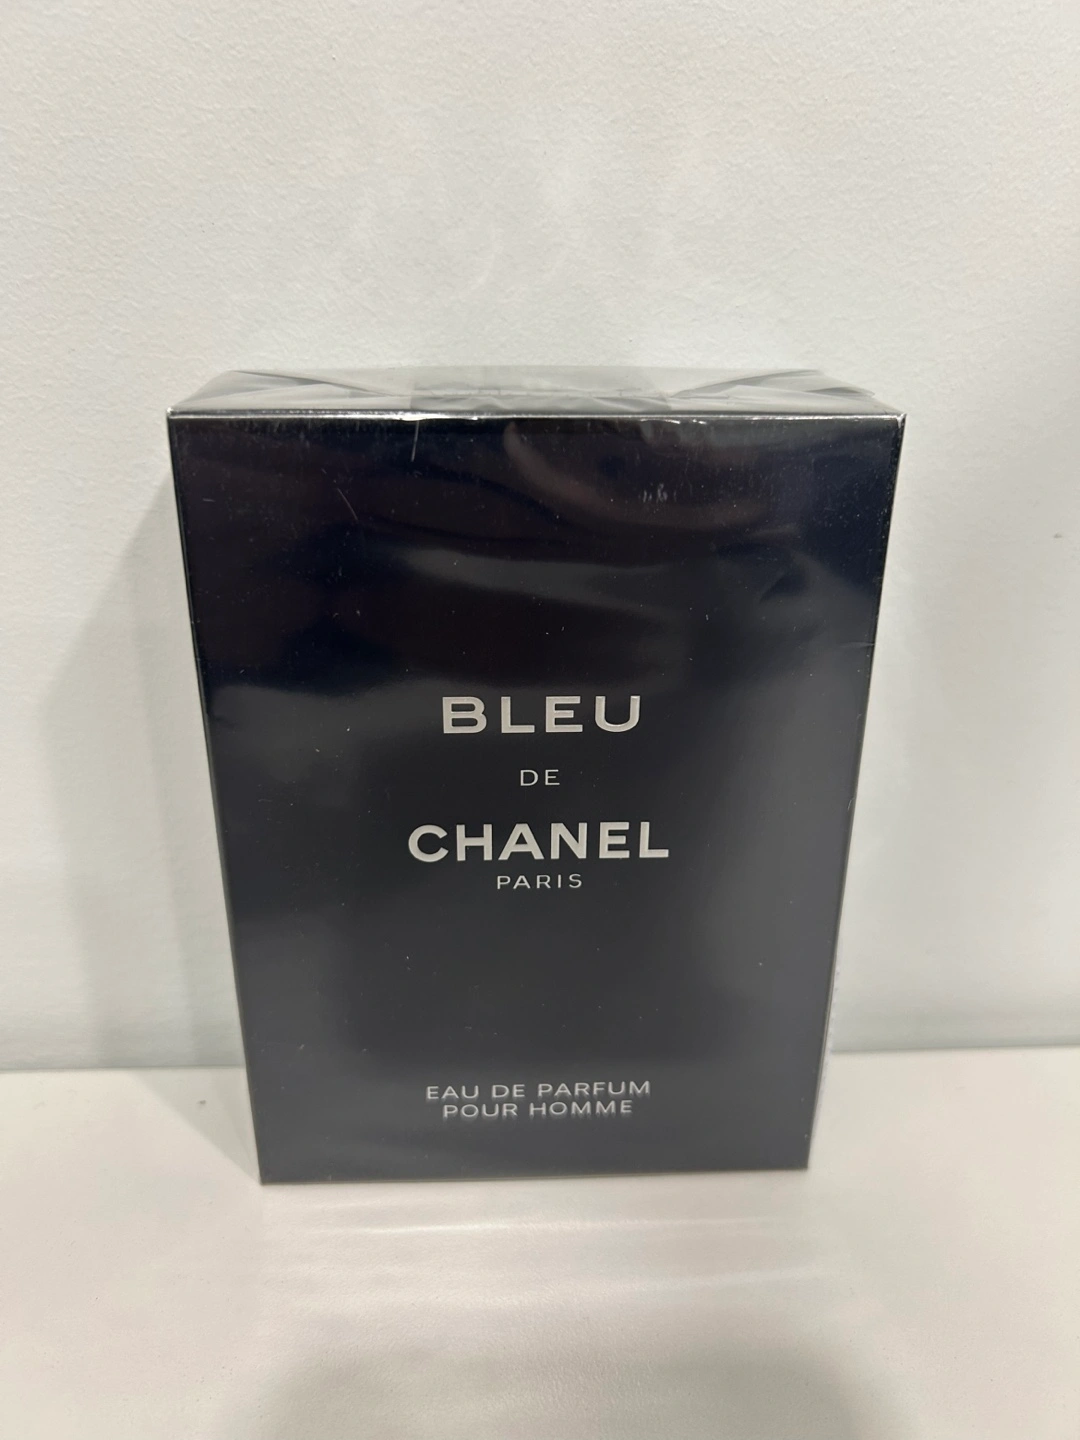 BLEU
DE
CHANEL
PARIS
EAU DE PARFUM
POUR HOMME